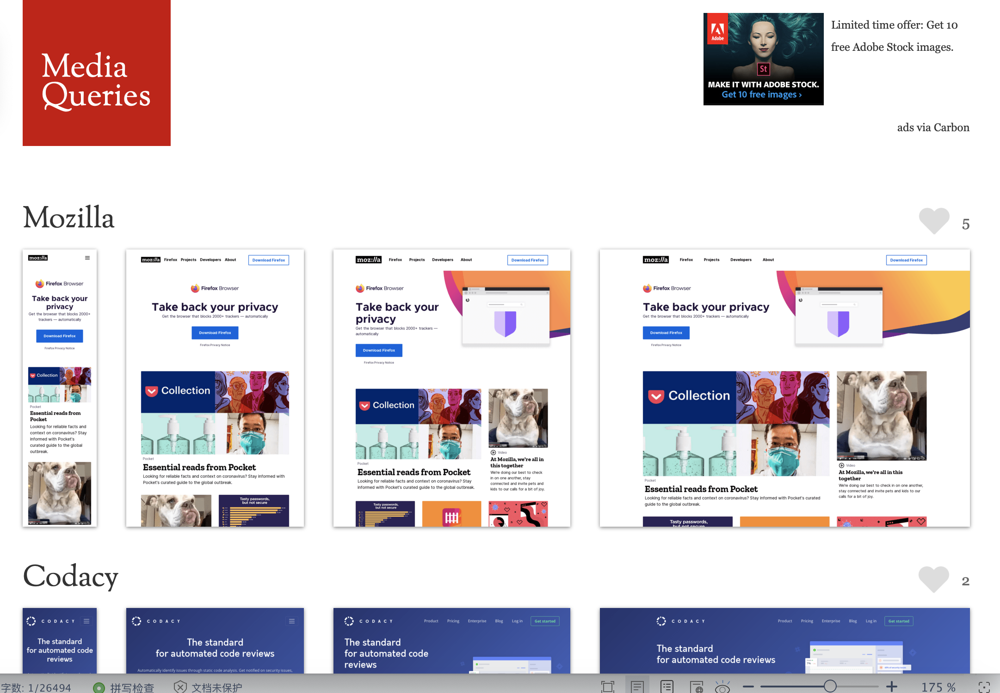 Media
Queries
Adobe
St
MAKE IT WITH ADOBE STOCK.
Get 10 free images ›
Limited time offer: Get 10
free Adobe Stock images.
ads via Carbon
Mozilla
5
moz://a
Firefox Browser
Take back your
privacy
Get the browser that blocks 2000+
trackers — automatically
Download Firefox
Firefox Privacy Notice
Collection
Pocket
Essential reads from
Pocket
Looking for reliable facts and
context on coronavirus? Stay
informed with Pocket's
curated guide to the global
outbreak.
moz://a Firefox Projects Developers About Download Firefox
Firefox Browser
Take back your privacy
Get the browser that blocks 2000+ trackers — automatically
Download Firefox
Firefox Privacy Notice
Collection
Pocket
Essential reads from Pocket
Looking for reliable facts and context on coronavirus? Stay informed with
Pocket's curated guide to the global outbreak.
Tasty passwords,
but not secure
moz://a Firefox Projects Developers About Download Firefox
Firefox Browser
Take back your
privacy
Get the browser that blocks 2000+ trackers —
automatically
Download Firefox
Firefox Privacy Notice
Collection
Pocket
Essential reads from Pocket
Looking for reliable facts and context on coronavirus? Stay
informed with Pocket's curated guide to the global outbreak.
Video
At Mozilla, we're all in
this together
We're doing our best to check
in on one another, stay
connected and invite pets and
kids to our calls for a bit of joy.
Tasty passwords,
but not secure
moz://a Firefox Projects Developers About Download Firefox
Firefox Browser
Take back your privacy
Get the browser that blocks 2000+ trackers — automatically
Download Firefox
Firefox Privacy Notice
Collection
Pocket
Essential reads from Pocket
Looking for reliable facts and context on coronavirus? Stay informed with Pocket's curated
guide to the global outbreak.
Video
At Mozilla, we're all in this
together
We're doing our best to check in on one another,
stay connected and invite pets and kids to our
calls for a bit of joy.
Tasty passwords,
but not secure
Codacy
2
CODACY
The standard
for automated code
reviews
CODACY
The standard
for automated code reviews
Automatically identify issues through static code analysis. Get notified on security issues,
CODACY Product Pricing Enterprise Blog Log in Get started
The standard
for automated code
reviews
CODACY Product Pricing Enterprise Blog Log in Get started
The standard
for automated code reviews
7%
字数: 1/26494 拼写检查 文档未保护 175 %